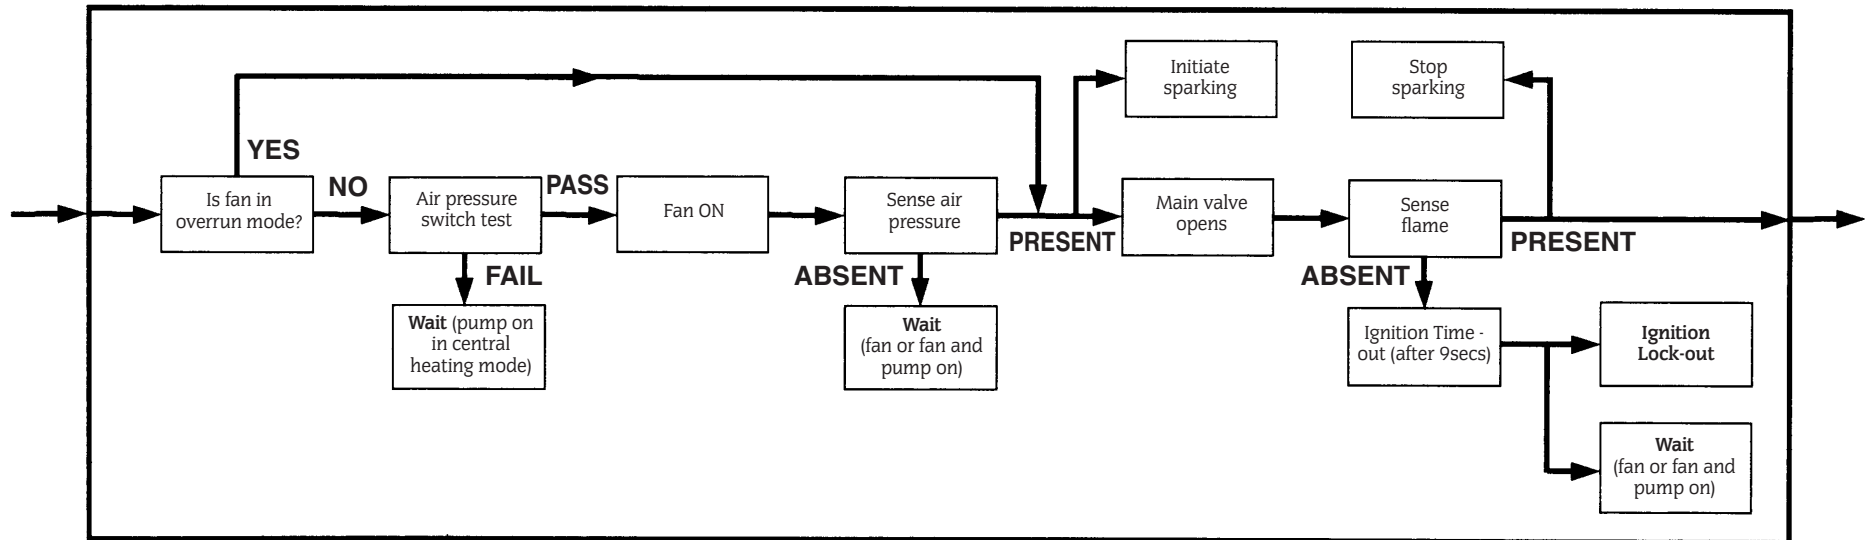 Initiate
sparking
Stop
sparking
YES
Is fan in
overrun mode?
NO
Air pressure
switch test
PASS
Fan ON
Sense air
pressure
PRESENT
Main valve
opens
Sense
flame
PRESENT
FAIL
ABSENT
ABSENT
Wait (pump on
in central
heating mode)
Wait
(fan or fan and
pump on)
Ignition Time -
out (after 9secs)
Ignition
Lock-out
Wait
(fan or fan and
pump on)